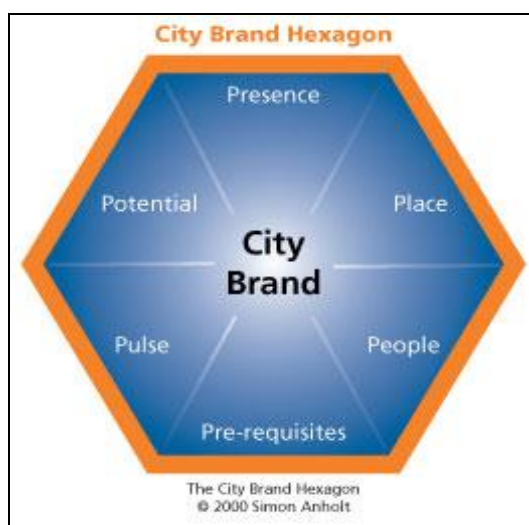 City Brand Hexagon
Presence
Potential
Place
City
Brand
Pulse
People
Pre-requisites
The City Brand Hexagon
© 2000 Simon Anholt